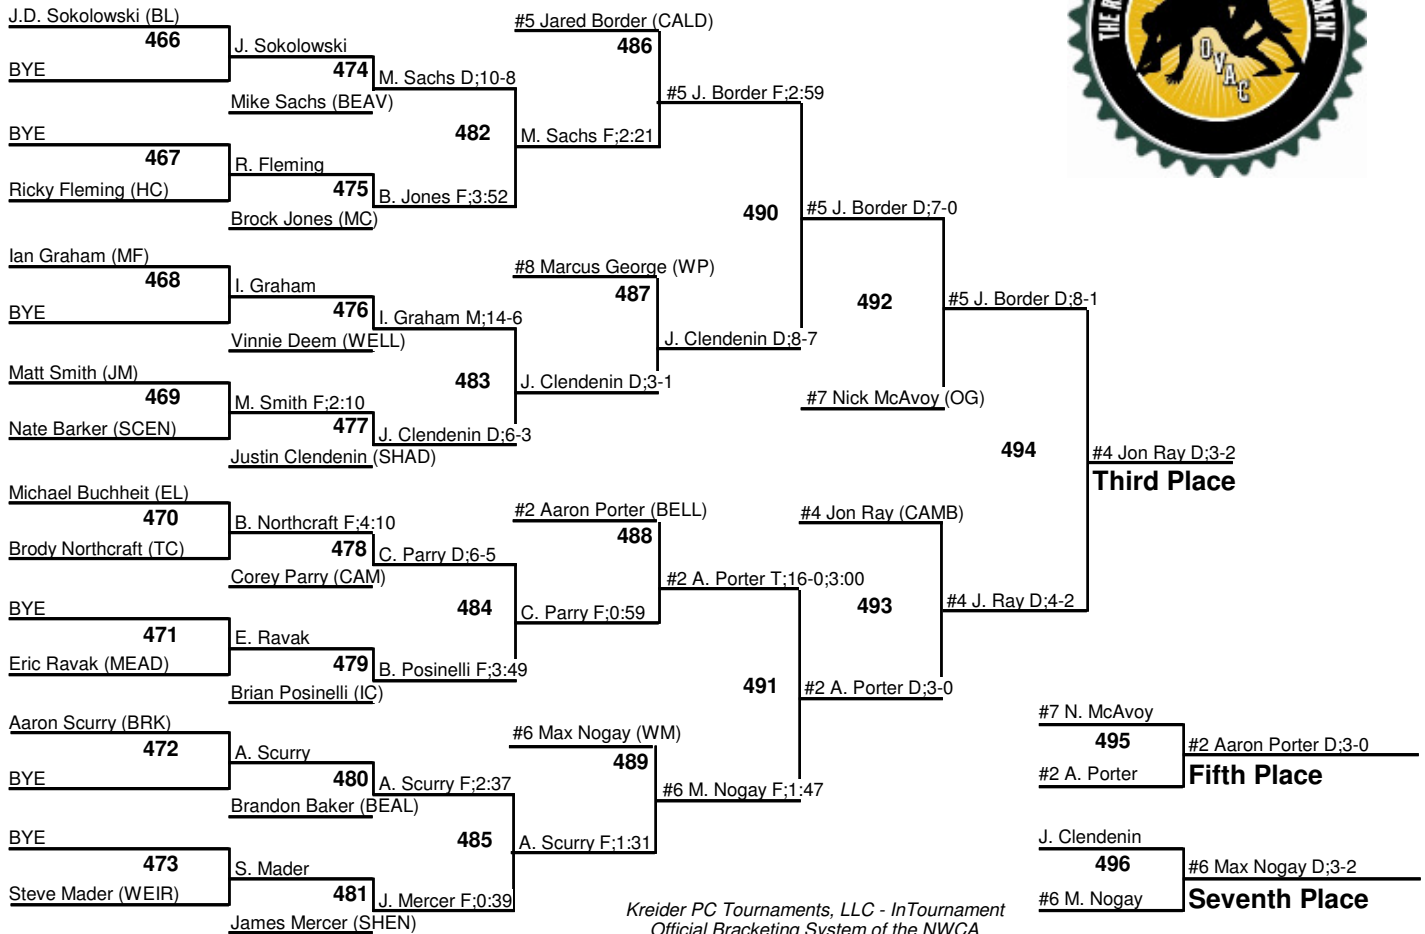 J.D. Sokolowski (BL)
466
BYE
J. Sokolowski
474
Mike Sachs (BEAV)
M. Sachs D;10-8
BYE
467
Ricky Fleming (HC)
R. Fleming
475
Brock Jones (MC)
B. Jones F;3:52
482
M. Sachs F;2:21
#5 Jared Border (CALD)
486
#5 J. Border F;2:59
Ian Graham (MF)
468
BYE
I. Graham
476
Vinnie Deem (WELL)
I. Graham M;14-6
Matt Smith (JM)
469
Nate Barker (SCEN)
M. Smith F;2:10
477
Justin Clendenin (SHAD)
J. Clendenin D;6-3
483
J. Clendenin D;3-1
#8 Marcus George (WP)
487
J. Clendenin D;8-7
490
#5 J. Border D;7-0
492
#7 Nick McAvoy (OG)
#5 J. Border D;8-1
Michael Buchheit (EL)
470
Brody Northcraft (TC)
B. Northcraft F;4:10
478
Corey Parry (CAM)
C. Parry D;6-5
BYE
471
Eric Ravak (MEAD)
E. Ravak
479
Brian Posinelli (IC)
B. Posinelli F;3:49
484
C. Parry F;0:59
#2 Aaron Porter (BELL)
488
#2 A. Porter T;16-0;3:00
Aaron Scurry (BRK)
472
BYE
A. Scurry
480
Brandon Baker (BEAL)
A. Scurry F;2:37
BYE
473
Steve Mader (WEIR)
S. Mader
481
James Mercer (SHEN)
J. Mercer F;0:39
485
A. Scurry F;1:31
#6 Max Nogay (WM)
489
#6 M. Nogay F;1:47
491
#2 A. Porter D;3-0
#4 Jon Ray (CAMB)
493
#4 J. Ray D;4-2
494
#4 Jon Ray D;3-2
Third Place
#7 N. McAvoy
495
#2 A. Porter
#2 Aaron Porter D;3-0
Fifth Place
J. Clendenin
496
#6 M. Nogay
#6 Max Nogay D;3-2
Seventh Place
Kreider PC Tournaments, LLC - InTournament
Official Bracketing System of the NWCA
THE
OVAC